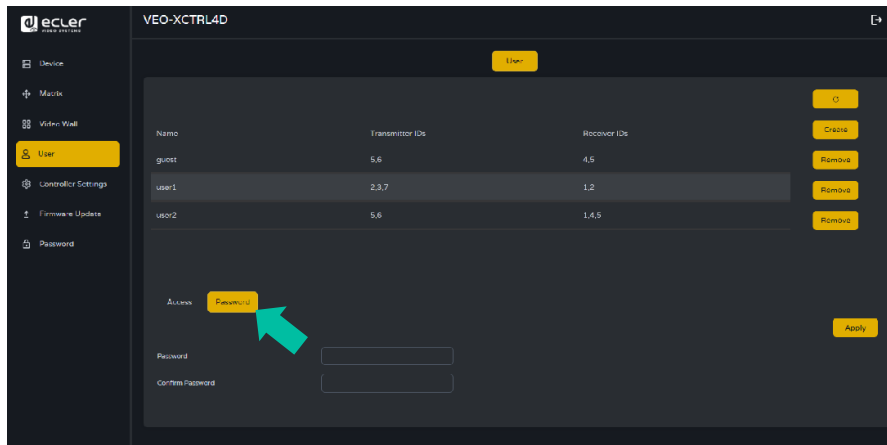 ecler
VIDEO SYSTEMS
VEO-XCTRL4D
Device
Matrix
Video Wall
User
Controller Settings
Firmware Update
Password
User
Create
Name Transmitter IDs Receiver IDs
guest 5,6 4,5 Remove
user1 2,3,7 1,2 Remove
user2 5,6 1,4,5 Remove
Access Password
Apply
Password
Confirm Password